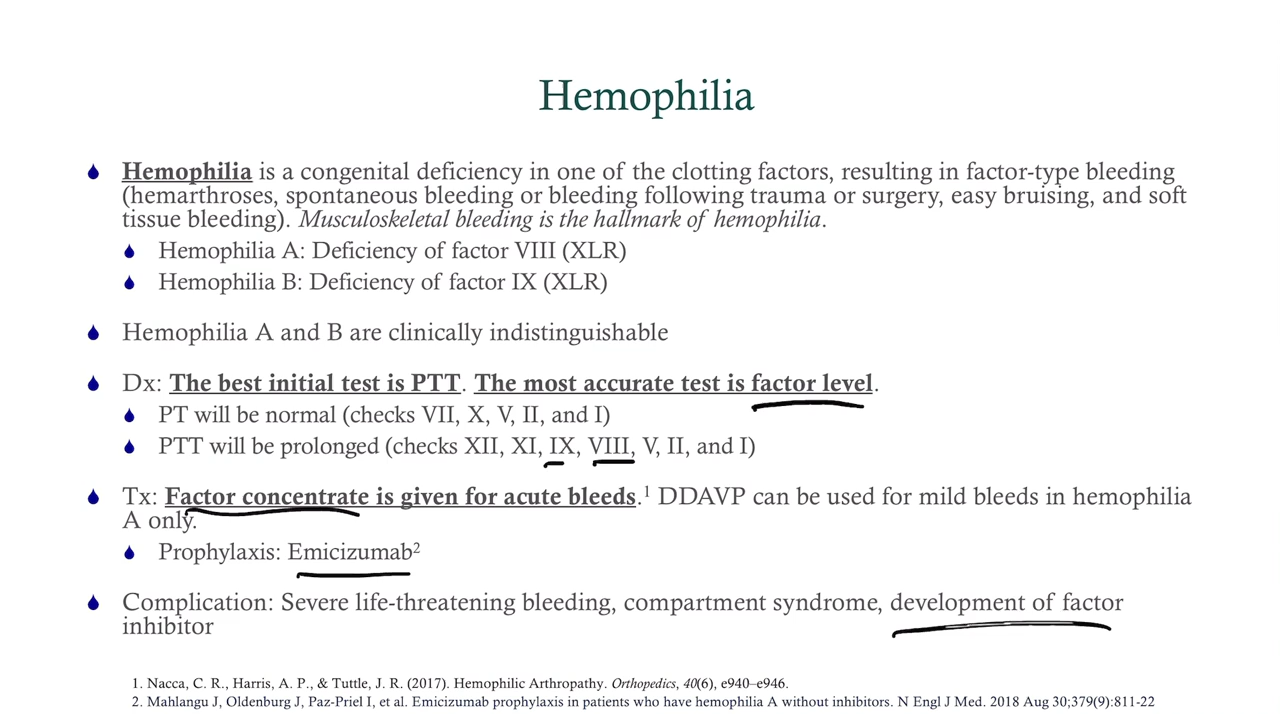 Hemophilia
Hemophilia is a congenital deficiency in one of the clotting factors, resulting in factor-type bleeding
(hemarthroses, spontaneous bleeding or bleeding following trauma or surgery, easy bruising, and soft
tissue bleeding). Musculoskeletal bleeding is the hallmark of hemophilia.
Hemophilia A: Deficiency of factor VIII (XLR)
Hemophilia B: Deficiency of factor IX (XLR)
Hemophilia A and B are clinically indistinguishable
Dx: The best initial test is PTT. The most accurate test is factor level.
PT will be normal (checks VII, X, V, II, and I)
PTT will be prolonged (checks XII, XI, IX, VIII, V, II, and I)
Tx: Factor concentrate is given for acute bleeds.¹ DDAVP can be used for mild bleeds in hemophilia
A only.
Prophylaxis: Emicizumab²
Complication: Severe life-threatening bleeding, compartment syndrome, development of factor
inhibitor
1. Nacca, C. R., Harris, A. P., & Tuttle, J. R. (2017). Hemophilic Arthropathy. Orthopedics, 40(6), e940–e946.
2. Mahlangu J, Oldenburg J, Paz-Priel I, et al. Emicizumab prophylaxis in patients who have hemophilia A without inhibitors. N Engl J Med. 2018 Aug 30;379(9):811-22